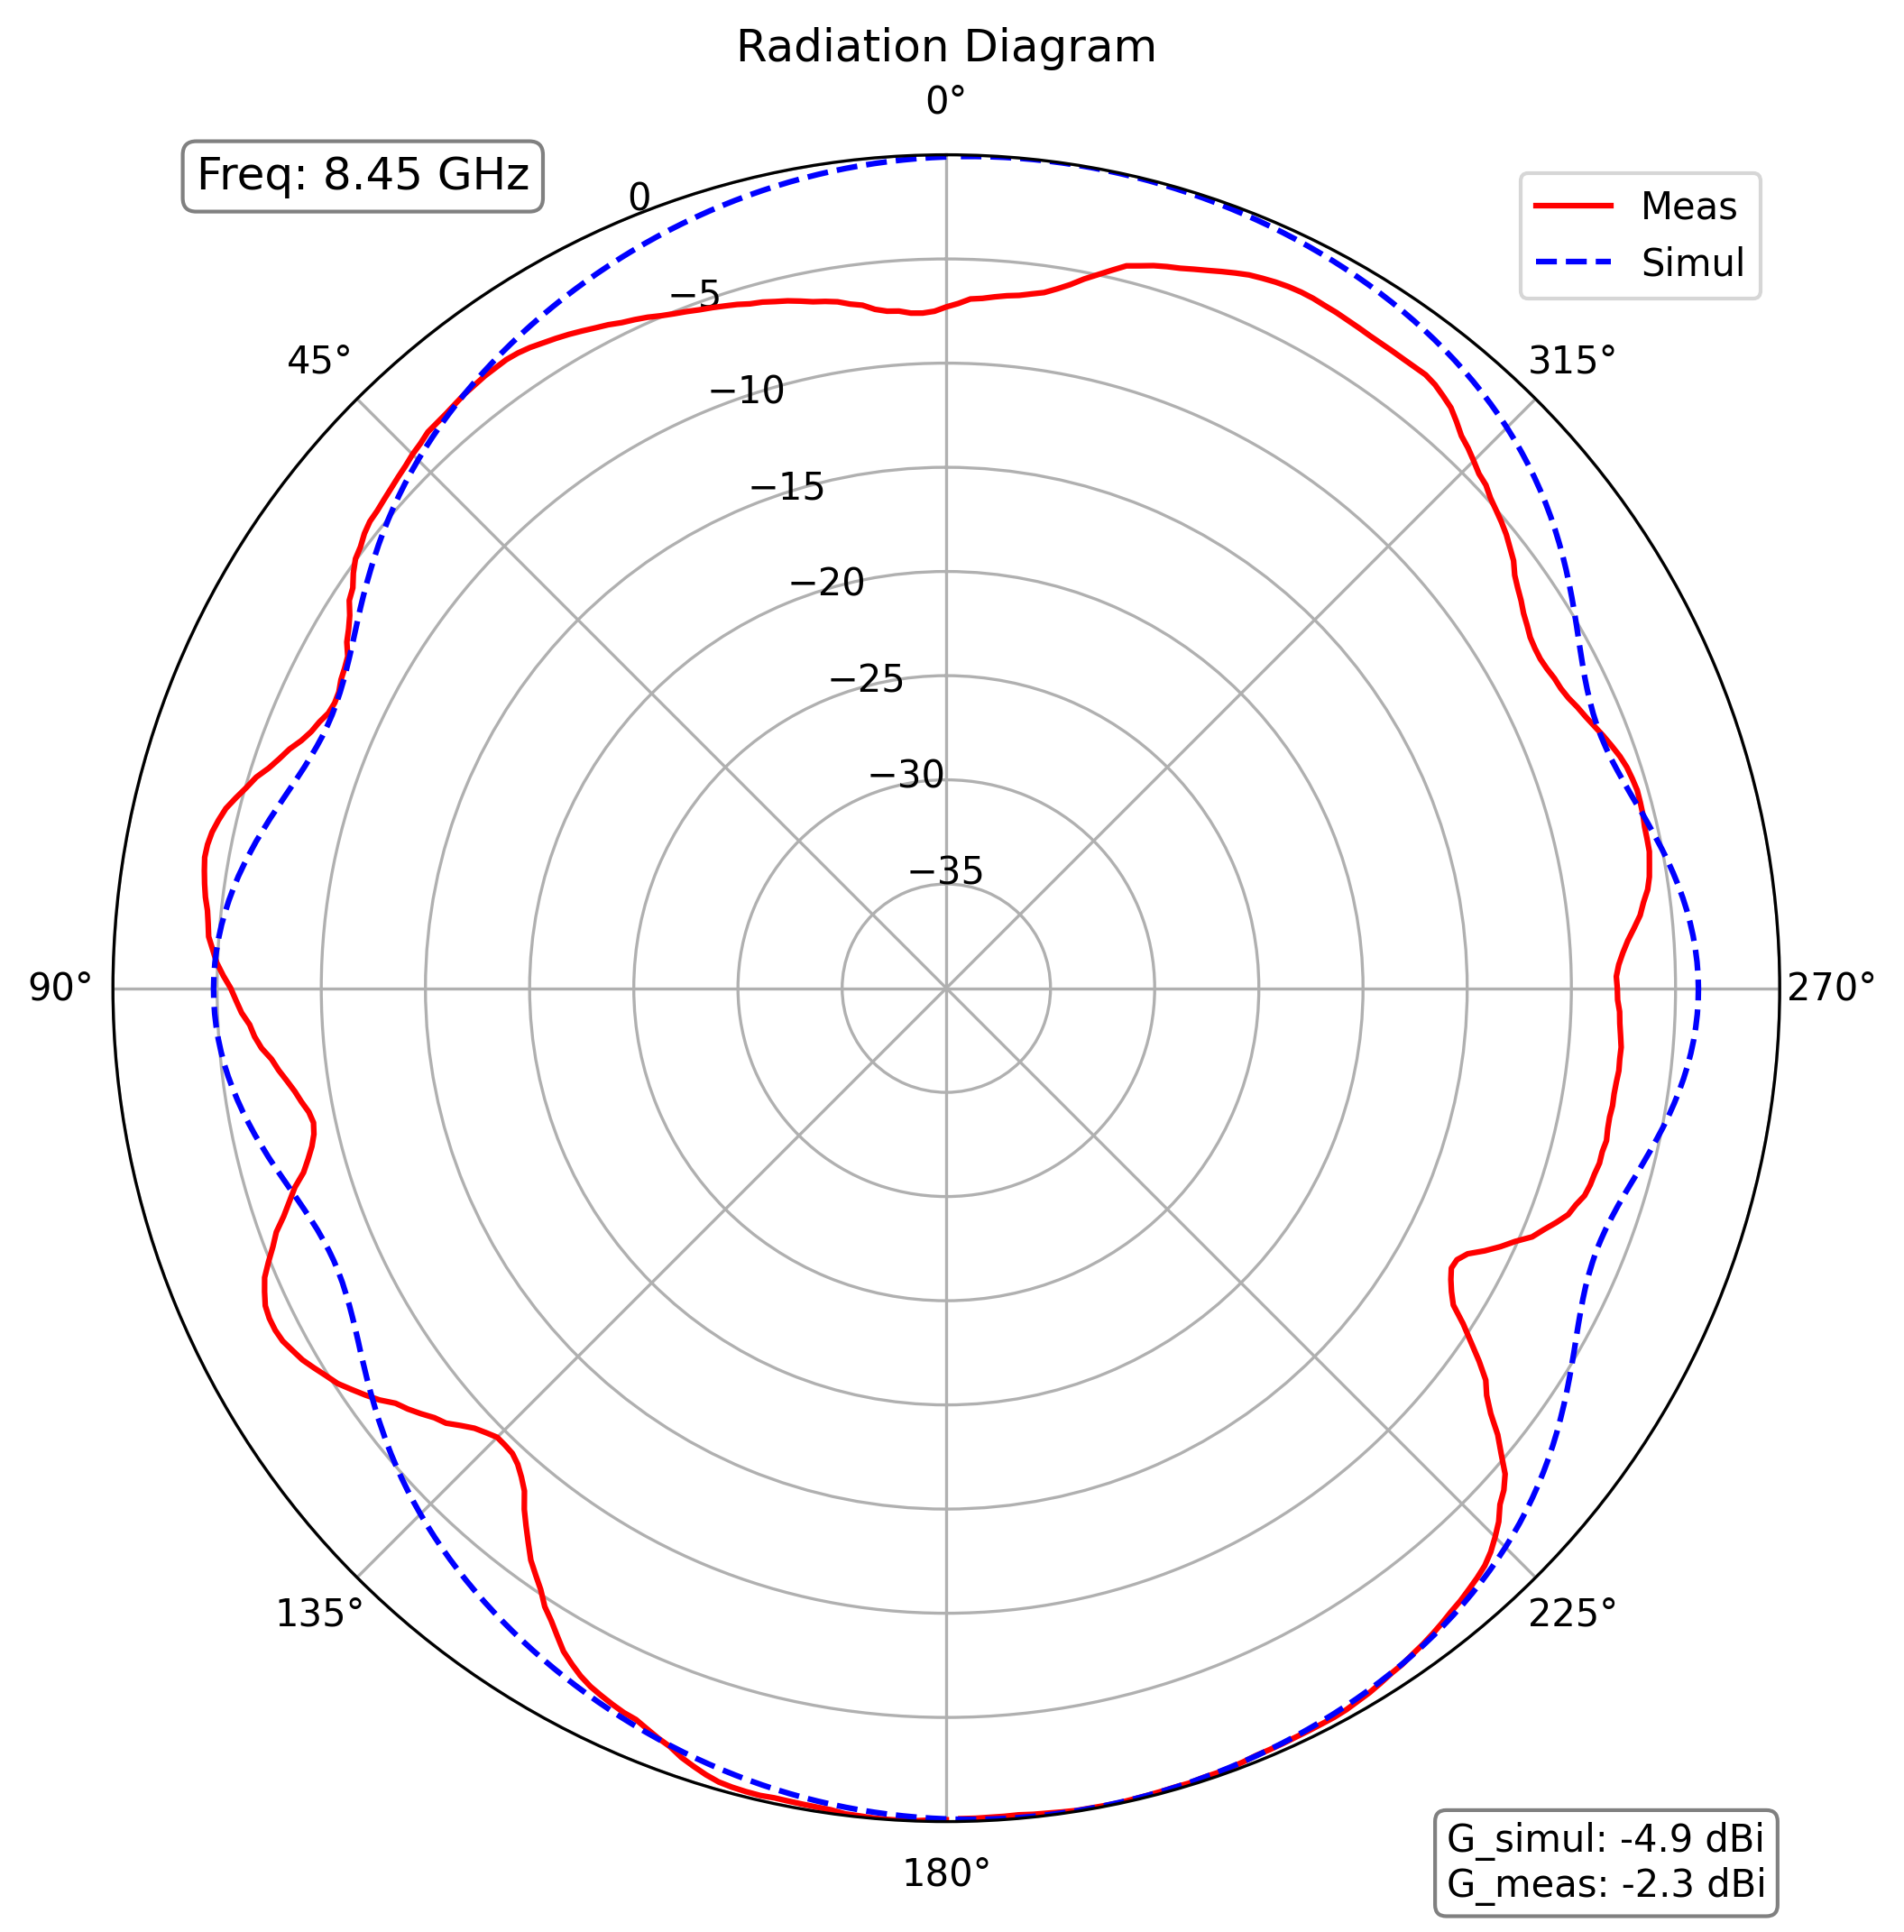 Radiation Diagram
0°
Freq: 8.45 GHz
0
Meas
Simul
−5
45°
315°
−10
−15
−20
−25
−30
−35
90°
270°
135°
225°
180°
G_simul: -4.9 dBi
G_meas: -2.3 dBi